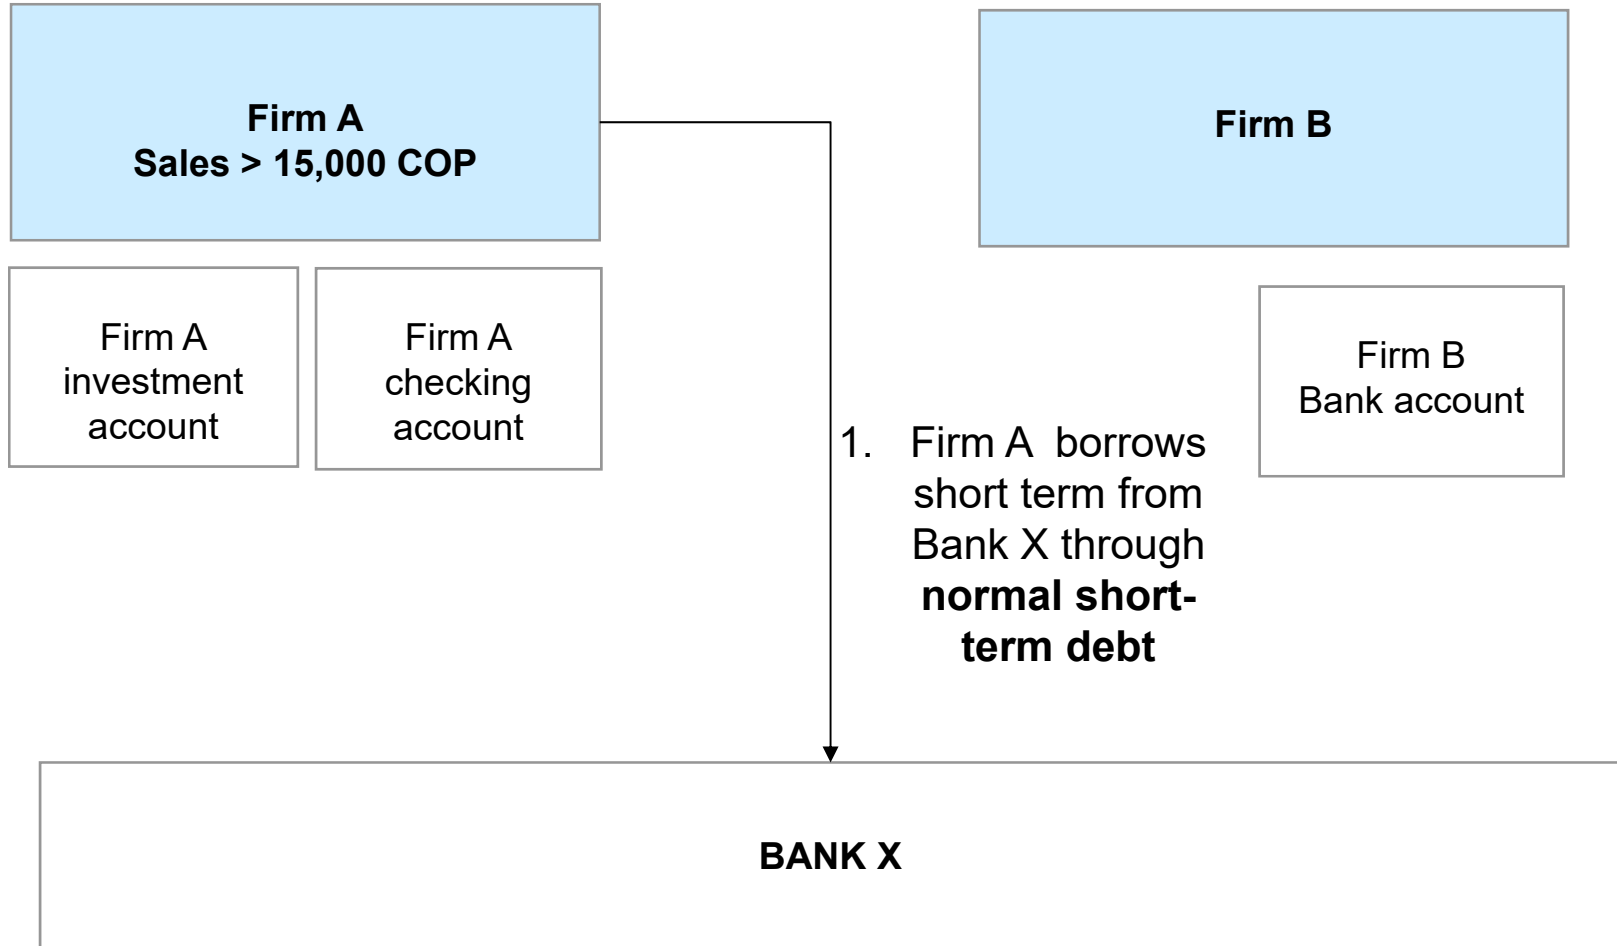 Firm A
Sales > 15,000 COP
Firm B
Firm A
investment
account
Firm A
checking
account
Firm B
Bank account
1. Firm A borrows
short term from
Bank X through
normal short-
term debt
BANK X